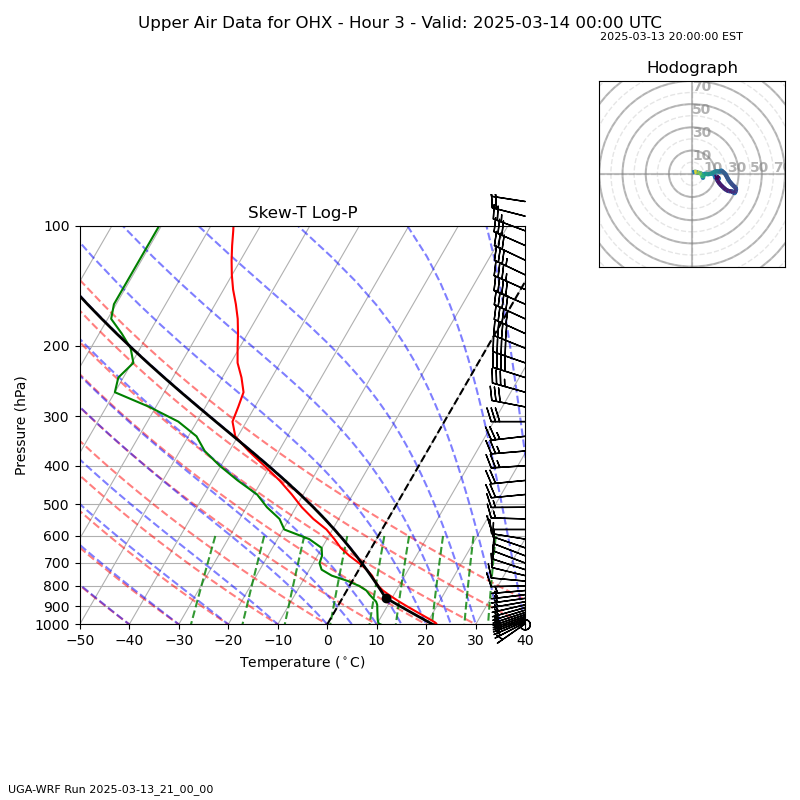 Upper Air Data for OHX - Hour 3 - Valid: 2025-03-14 00:00 UTC
2025-03-13 20:00:00 EST
Hodograph
70
50
30
10
10 30 50 7
Skew-T Log-P
100
200
300
400
500
600
700
800
900
1000
Pressure (hPa)
−50 −40 −30 −20 −10 0 10 20 30 40
Temperature (°C)
UGA-WRF Run 2025-03-13_21_00_00